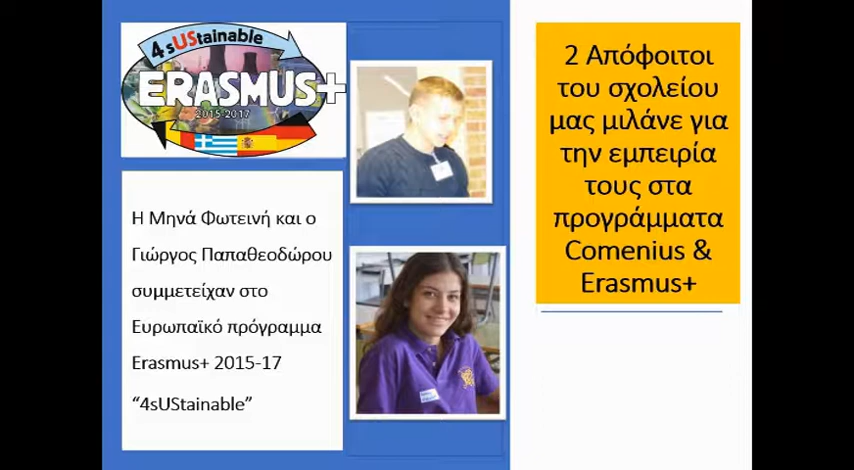 4sUStainable
ERASMUS+
2015-2017
Η Μηνά Φωτεινή και ο
Γιώργος Παπαθεοδώρου
συμμετείχαν στο
Ευρωπαϊκό πρόγραμμα
Erasmus+ 2015-17
“4sUStainable”
2 Απόφοιτοι
του σχολείου
μας μιλάνε για
την εμπειρία
τους στα
προγράμματα
Comenius &
Erasmus+